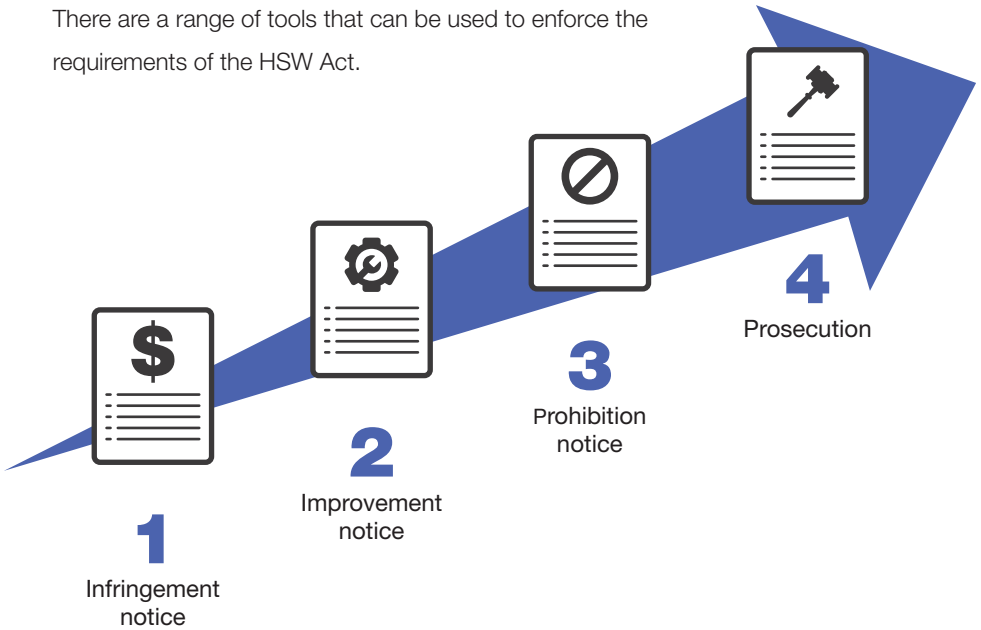 There are a range of tools that can be used to enforce the
requirements of the HSW Act.
$
1
Infringement
notice
2
Improvement
notice
3
Prohibition
notice
4
Prosecution